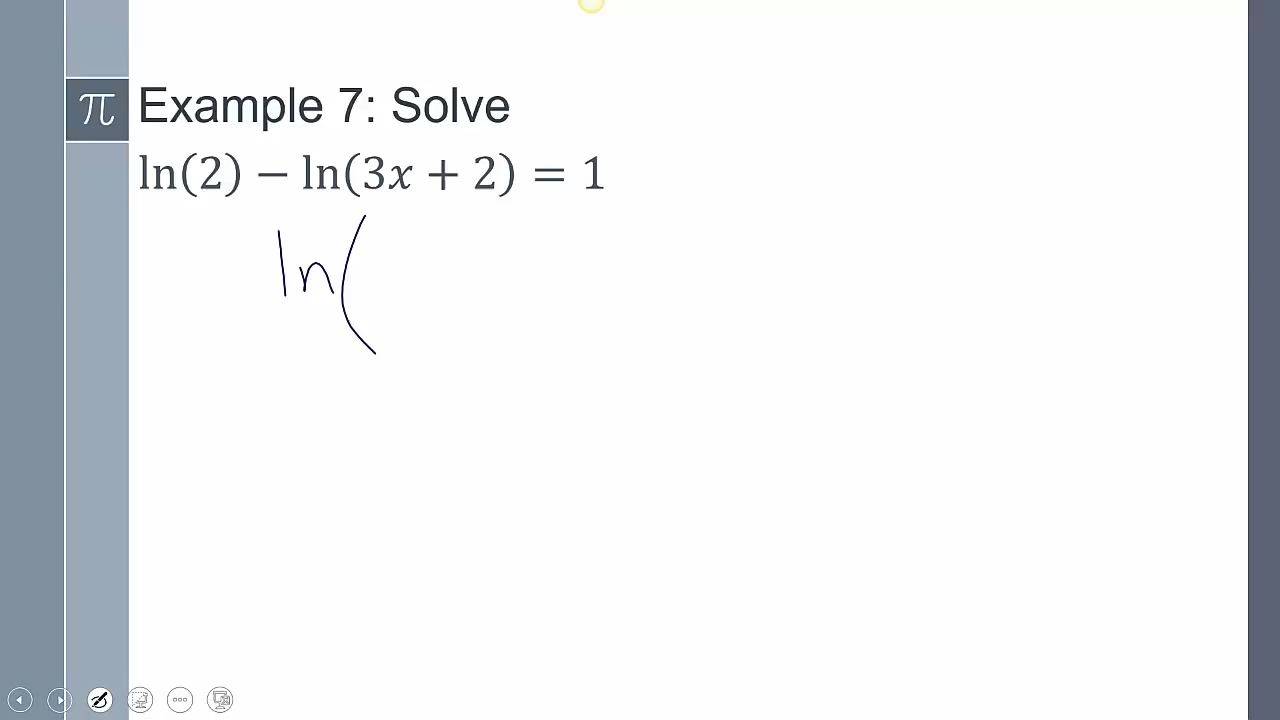 π Example 7: Solve
ln(2) − ln(3𝑥 + 2) = 1
ln(